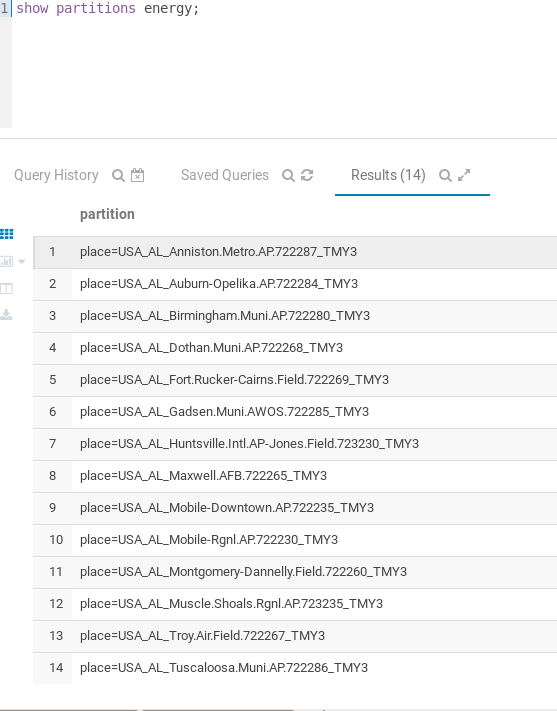 1 show partitions energy;
Query History Saved Queries Results (14)
partition
1 place=USA_AL_Anniston.Metro.AP.722287_TMY3
2 place=USA_AL_Auburn-Opelika.AP.722284_TMY3
3 place=USA_AL_Birmingham.Muni.AP.722280_TMY3
4 place=USA_AL_Dothan.Muni.AP.722268_TMY3
5 place=USA_AL_Fort.Rucker-Cairns.Field.722269_TMY3
6 place=USA_AL_Gadsen.Muni.AWOS.722285_TMY3
7 place=USA_AL_Huntsville.Intl.AP-Jones.Field.723230_TMY3
8 place=USA_AL_Maxwell.AFB.722265_TMY3
9 place=USA_AL_Mobile-Downtown.AP.722235_TMY3
10 place=USA_AL_Mobile-Rgnl.AP.722230_TMY3
11 place=USA_AL_Montgomery-Dannelly.Field.722260_TMY3
12 place=USA_AL_Muscle.Shoals.Rgnl.AP.723235_TMY3
13 place=USA_AL_Troy.Air.Field.722267_TMY3
14 place=USA_AL_Tuscaloosa.Muni.AP.722286_TMY3